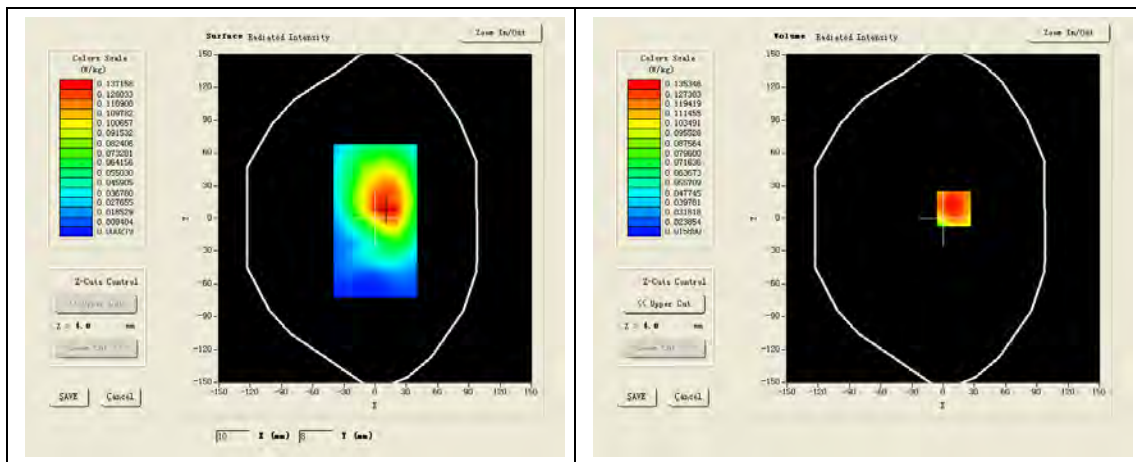 Surface Radiated Intensity
Zoom In/Out
Colors Scale
(W/kg)
0.137158
0.128033
0.118908
0.109782
0.100657
0.091532
0.082406
0.073281
0.064156
0.055030
0.045905
0.036780
0.027655
0.018529
0.009404
Z-Cuts Control
<< Upper Cut
Z = 4.0 mm
SAVE
Cancel
150
120
90
60
30
0
-30
-60
-90
-120
-150
-150 -120 -90 -60 -30 0 30 60 90 120 150
10 X (mm) 8 Y (mm)
Volume Radiated Intensity
Zoom In/Out
Colors Scale
(W/kg)
0.135346
0.127383
0.119419
0.111455
0.103491
0.095528
0.087564
0.079600
0.071636
0.063673
0.055709
0.047745
0.039781
0.031818
0.023854
Z-Cuts Control
<< Upper Cut
Z = 4.0 mm
SAVE
Cancel
150
120
90
60
30
0
-30
-60
-90
-120
-150
-150 -120 -90 -60 -30 0 30 60 90 120 150